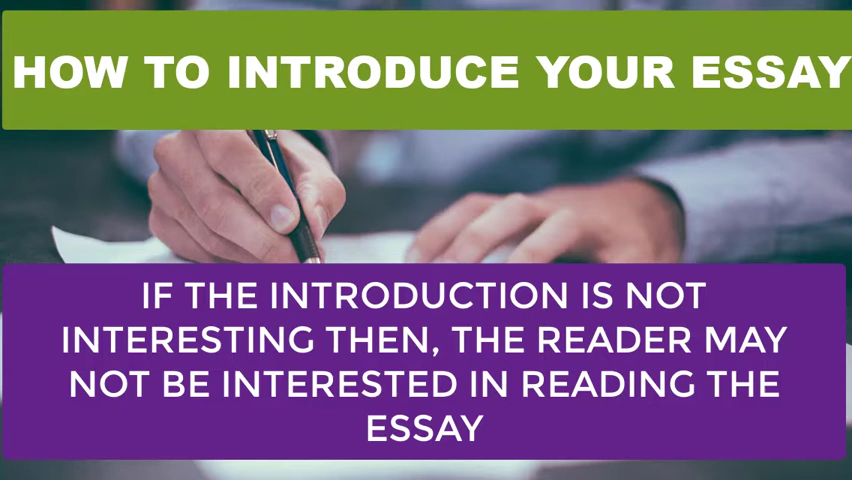 HOW TO INTRODUCE YOUR ESSAY
IF THE INTRODUCTION IS NOT
INTERESTING THEN, THE READER MAY
NOT BE INTERESTED IN READING THE
ESSAY